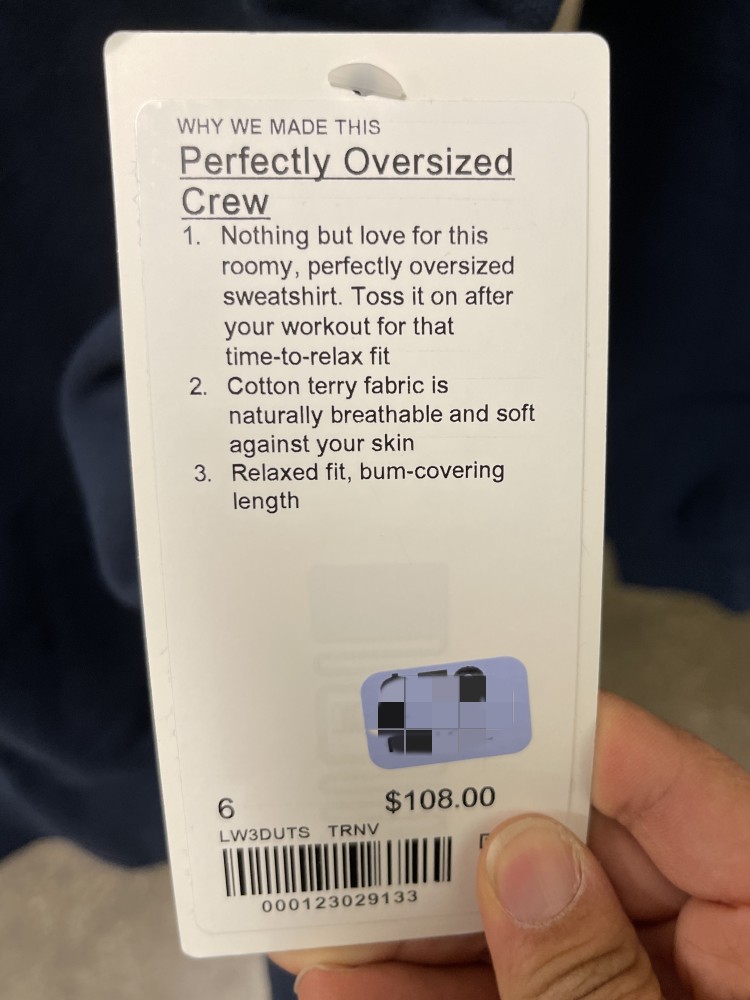 WHY WE MADE THIS
Perfectly Oversized
Crew
1. Nothing but love for this
roomy, perfectly oversized
sweatshirt. Toss it on after
your workout for that
time-to-relax fit
2. Cotton terry fabric is
naturally breathable and soft
against your skin
3. Relaxed fit, bum-covering
length
6 $108.00
LW3DUTS TRNV
000123029133